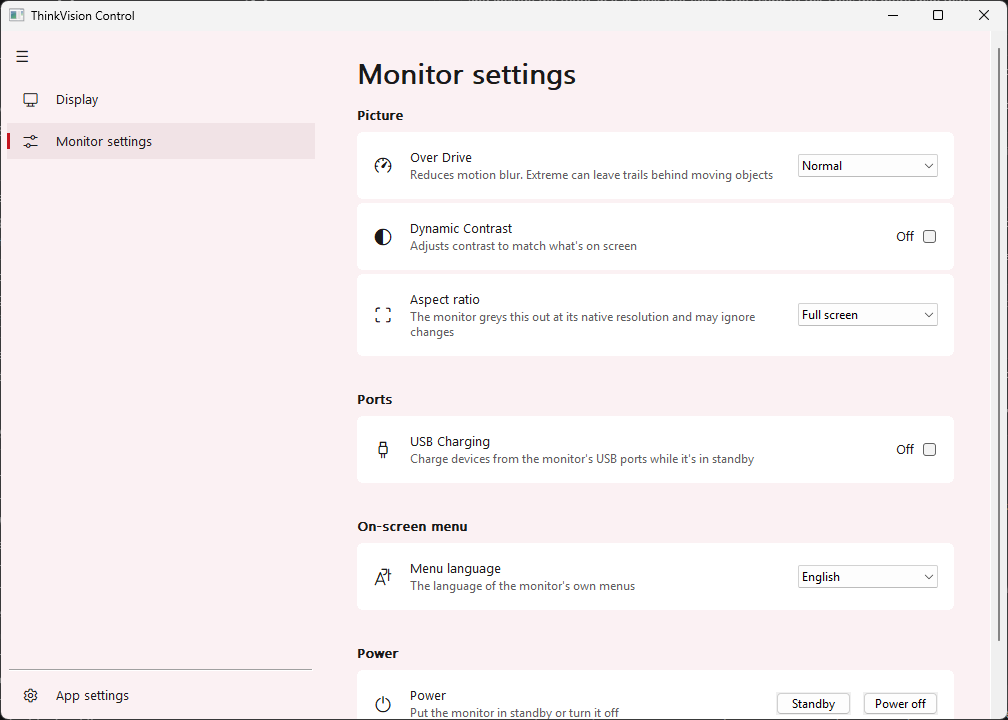 ThinkVision Control
Display
Monitor settings
App settings
Monitor settings
Picture
Over Drive
Reduces motion blur. Extreme can leave trails behind moving objects
Normal
Dynamic Contrast
Adjusts contrast to match what's on screen
Off
Aspect ratio
The monitor greys this out at its native resolution and may ignore
changes
Full screen
Ports
USB Charging
Charge devices from the monitor's USB ports while it's in standby
Off
On-screen menu
Menu language
The language of the monitor's own menus
English
Power
Power
Put the monitor in standby or turn it off
Standby
Power off